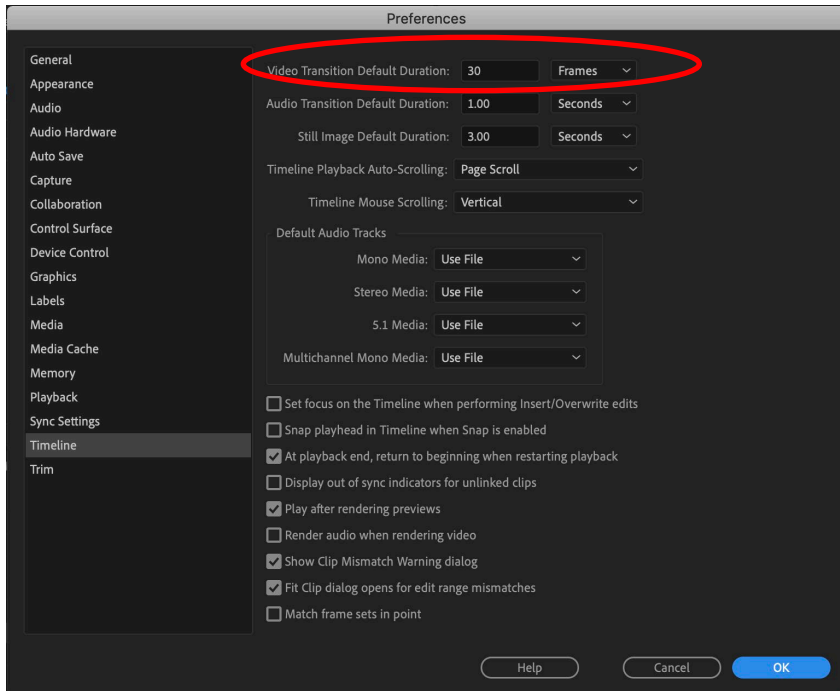 Preferences
General
Appearance
Audio
Audio Hardware
Auto Save
Capture
Collaboration
Control Surface
Device Control
Graphics
Labels
Media
Media Cache
Memory
Playback
Sync Settings
Timeline
Trim
Video Transition Default Duration: 30 Frames
Audio Transition Default Duration: 1.00 Seconds
Still Image Default Duration: 3.00 Seconds
Timeline Playback Auto-Scrolling: Page Scroll
Timeline Mouse Scrolling: Vertical
Default Audio Tracks
Mono Media: Use File
Stereo Media: Use File
5.1 Media: Use File
Multichannel Mono Media: Use File
Set focus on the Timeline when performing Insert/Overwrite edits
Snap playhead in Timeline when Snap is enabled
At playback end, return to beginning when restarting playback
Display out of sync indicators for unlinked clips
Play after rendering previews
Render audio when rendering video
Show Clip Mismatch Warning dialog
Fit Clip dialog opens for edit range mismatches
Match frame sets in point
Help Cancel OK